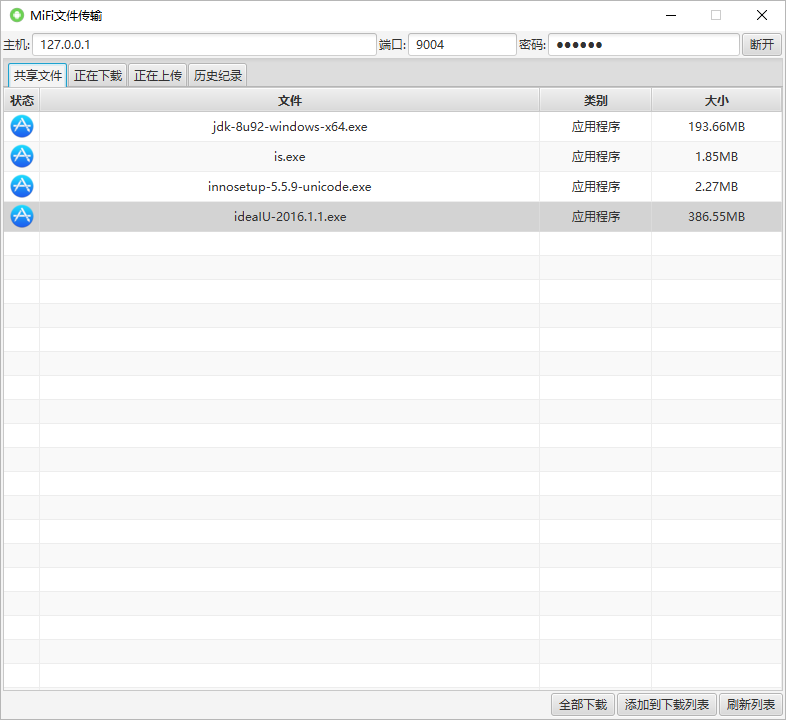 MiFi文件传输
主机: 127.0.0.1 端口: 9004 密码: ●●●●●● 断开
共享文件 正在下载 正在上传 历史纪录
状态 文件 类别 大小
jdk-8u92-windows-x64.exe 应用程序 193.66MB
is.exe 应用程序 1.85MB
innosetup-5.5.9-unicode.exe 应用程序 2.27MB
ideaIU-2016.1.1.exe 应用程序 386.55MB
全部下载 添加到下载列表 刷新列表